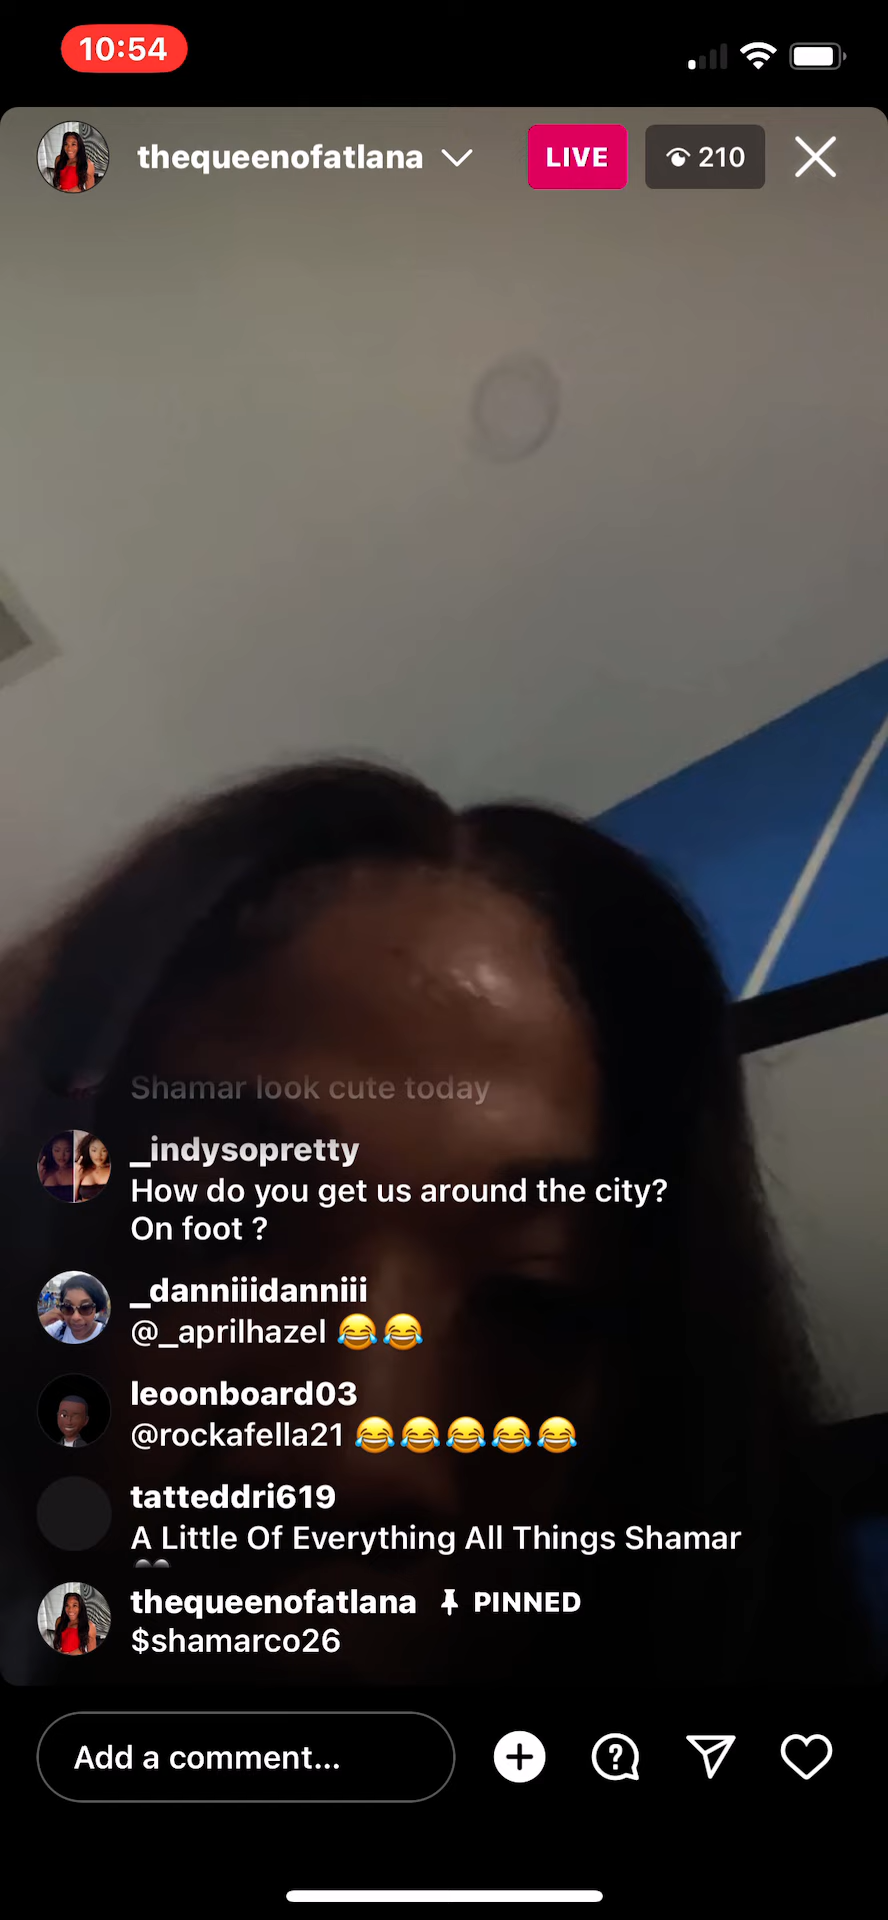 10:54
thequeenofatlana
LIVE
210
Shamar look cute today
_indysopretty
How do you get us around the city?
On foot ?
_danniiidanniii
@_aprilhazel 😂😂
leoonboard03
@rockafella21 😂😂😂😂😂
tatteddri619
A Little Of Everything All Things Shamar
thequeenofatlana PINNED
$shamarco26
Add a comment...